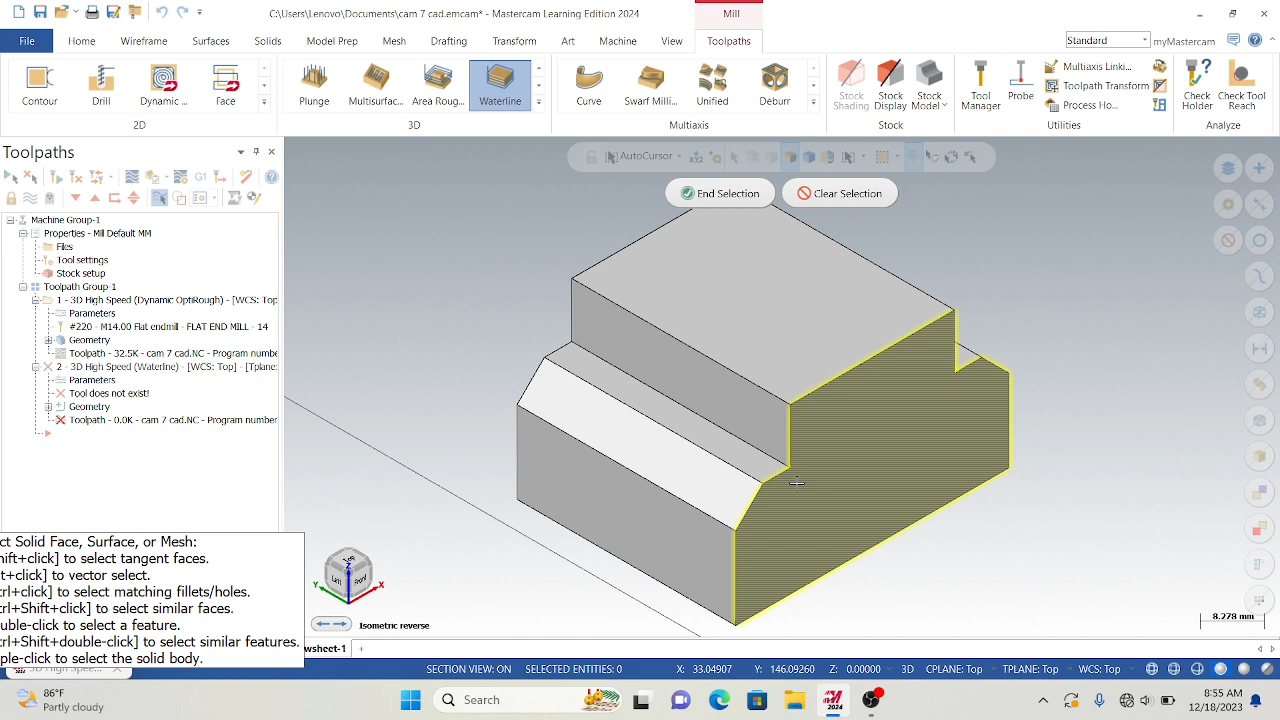 C:\Users\Lenovo\Documents\cam 7 cad.mcam* - Mastercam Learning Edition 2024
Mill
File
Home
Wireframe
Surfaces
Solids
Model Prep
Mesh
Drafting
Transform
Art
Machine
View
Toolpaths
Standard
myMastercam
Contour
Drill
Dynamic ...
Face
Plunge
Multisurfac...
Area Roug...
Waterline
Curve
Swarf Milli...
Unified
Deburr
Stock Shading
Stock Display
Stock Model
Tool Manager
Probe
Multiaxis Linki...
Toolpath Transform
Process Ho...
Check Holder
Check Tool Reach
2D
3D
Multiaxis
Stock
Utilities
Analyze
Toolpaths
AutoCursor
XYZ
End Selection
Clear Selection
G1
Machine Group-1
Properties - Mill Default MM
Files
Tool settings
Stock setup
Toolpath Group-1
1 - 3D High Speed (Dynamic OptiRough) - [WCS: Top]
Parameters
#220 - M14.00 Flat endmill - FLAT END MILL - 14
Geometry
Toolpath - 32.5K - cam 7 cad.NC - Program numbe
2 - 3D High Speed (Waterline) - [WCS: Top] - [Tplane:
Parameters
Tool does not exist!
Geometry
Toolpath - 0.0K - cam 7 cad.NC - Program number
ct Solid Face, Surface, or Mesh:
hift+click] to select tangent faces.
t+click] to vector select.
trl+click] to select matching fillets/holes.
trl+Shift+click] to select similar faces.
uble-click to select a feature.
trl+Shift+double-click] to select similar features.
ple-click to select the solid body.
Z
Y
X
Isometric reverse
wsheet-1
+
8.278 mm
SECTION VIEW: ON
SELECTED ENTITIES: 0
X: 33.04907
Y: 146.09260
Z: 0.00000
3D
CPLANE: Top
TPLANE: Top
WCS: Top
86°F
Partly cloudy
Search
2024
8:55 AM
12/18/2023